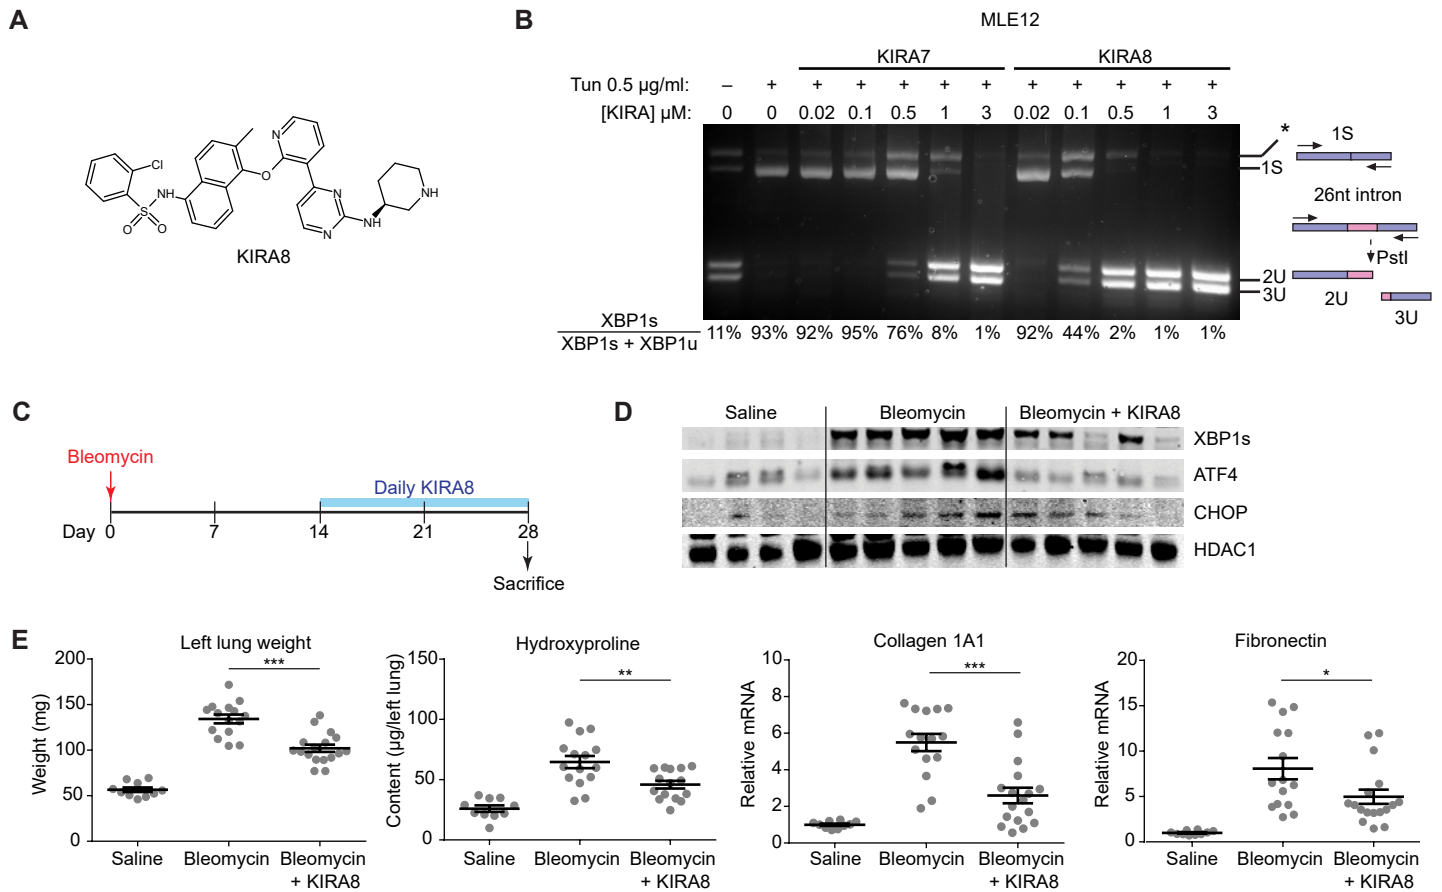 A
Cl
S
O
O
NH
O
N
N
N
NH
NH
KIRA8
B
MLE12
KIRA7 KIRA8
Tun 0.5 µg/ml: – + + + + + + + + + + +
[KIRA] µM: 0 0 0.02 0.1 0.5 1 3 0.02 0.1 0.5 1 3
*
1S
2U
3U
1S
26nt intron
PstI
2U
3U
XBP1s
XBP1s + XBP1u
11% 93% 92% 95% 76% 8% 1% 92% 44% 2% 1% 1%
C
Bleomycin
Daily KIRA8
Day 0 7 14 21 28
Sacrifice
D
Saline Bleomycin Bleomycin + KIRA8
XBP1s
ATF4
CHOP
HDAC1
E
Left lung weight
***
Weight (mg)
200
150
100
50
0
Saline Bleomycin Bleomycin
+ KIRA8
Hydroxyproline
**
Content (µg/left lung)
150
100
50
0
Saline Bleomycin Bleomycin
+ KIRA8
Collagen 1A1
***
Relative mRNA
10
8
6
4
2
0
Saline Bleomycin Bleomycin
+ KIRA8
Fibronectin
*
Relative mRNA
20
15
10
5
0
Saline Bleomycin Bleomycin
+ KIRA8